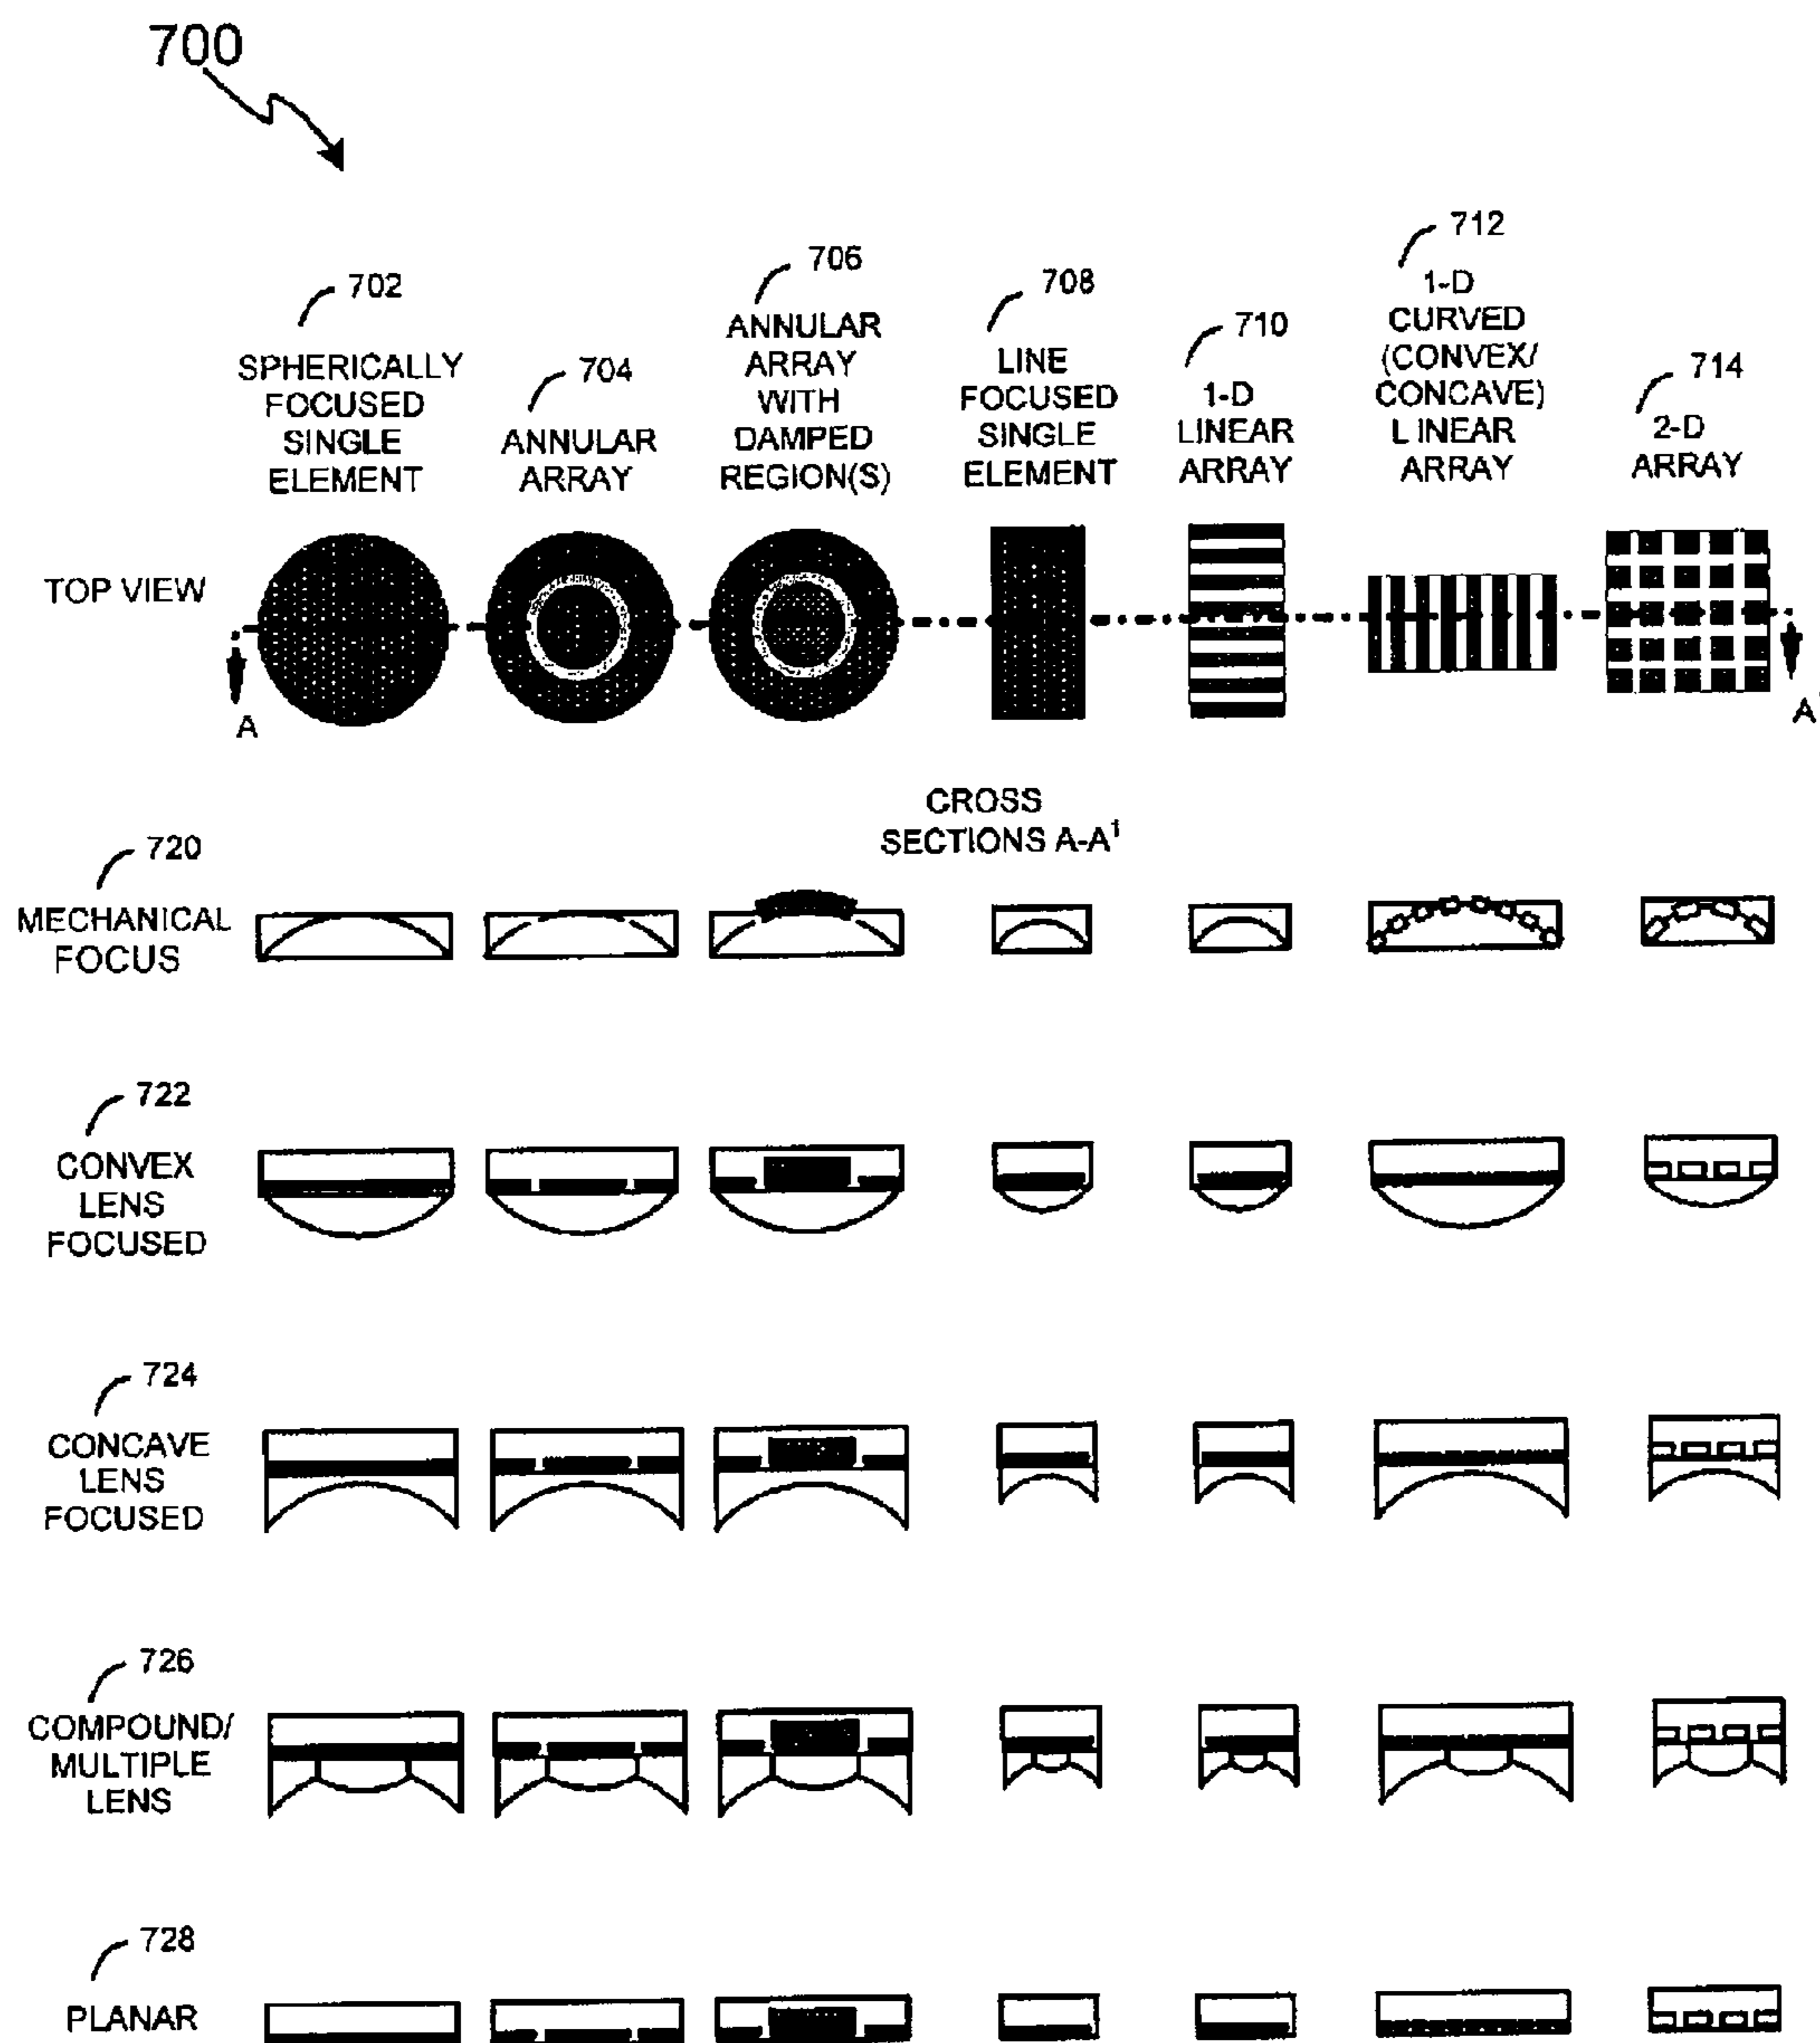 700
702
SPHERICALLY
FOCUSED
SINGLE
ELEMENT
704
ANNULAR
ARRAY
706
ANNULAR
ARRAY
WITH
DAMPED
REGION(S)
708
LINE
FOCUSED
SINGLE
ELEMENT
710
1-D
LINEAR
ARRAY
712
1-D
CURVED
(CONVEX/
CONCAVE)
LINEAR
ARRAY
714
2-D
ARRAY
TOP VIEW
A
A
CROSS
SECTIONS A-A¹
720
MECHANICAL
FOCUS
722
CONVEX
LENS
FOCUSED
724
CONCAVE
LENS
FOCUSED
726
COMPOUND/
MULTIPLE
LENS
728
PLANAR